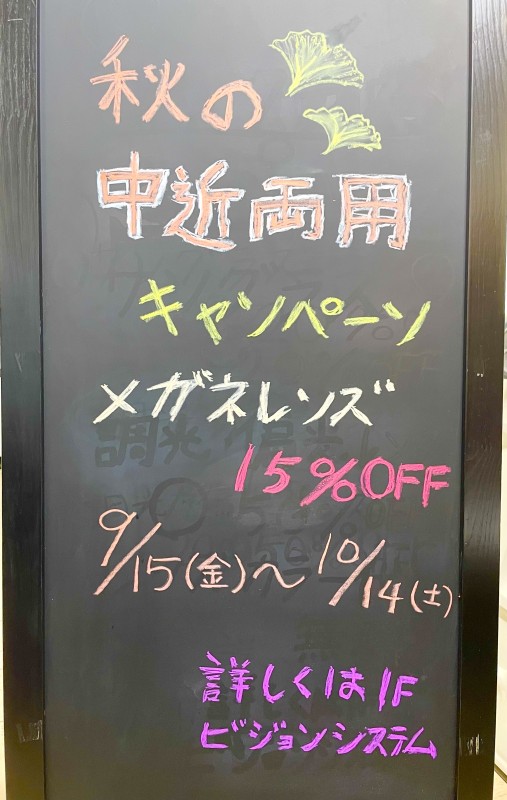 秋の
中近両用
キャンペーン
メガネレンズ
15%OFF
9/15(金)～10/14(土)
詳しくは1F
ビジョンシステム